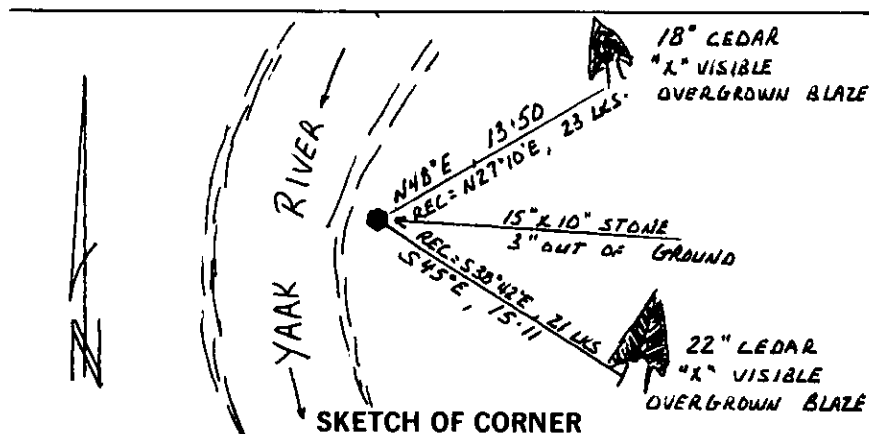 18" CEDAR
"X" VISIBLE
OVERGROWN BLAZE
N48°E 13.50
REC= N27°10'E, 23 LKS.
YAAK RIVER
15" X 10" STONE
3" OUT OF GROUND
REC= S38°42'E, 21 LKS
S45°E, 15.11
22" CEDAR
"X" VISIBLE
OVERGROWN BLAZE
N
SKETCH OF CORNER